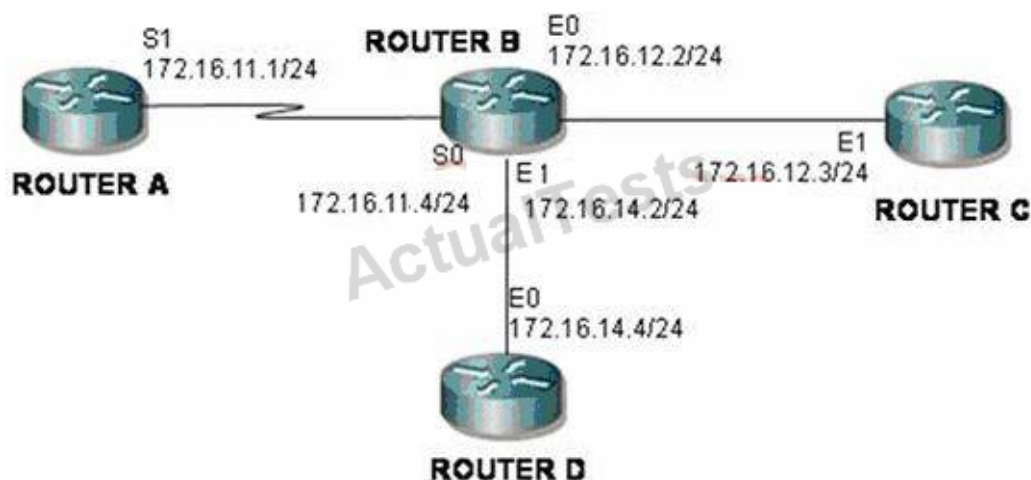 S1
172.16.11.1/24
ROUTER B
E0
172.16.12.2/24
ROUTER A
S0
172.16.11.4/24
E1
172.16.14.2/24
E1
172.16.12.3/24
ROUTER C
ActualTests
E0
172.16.14.4/24
ROUTER D